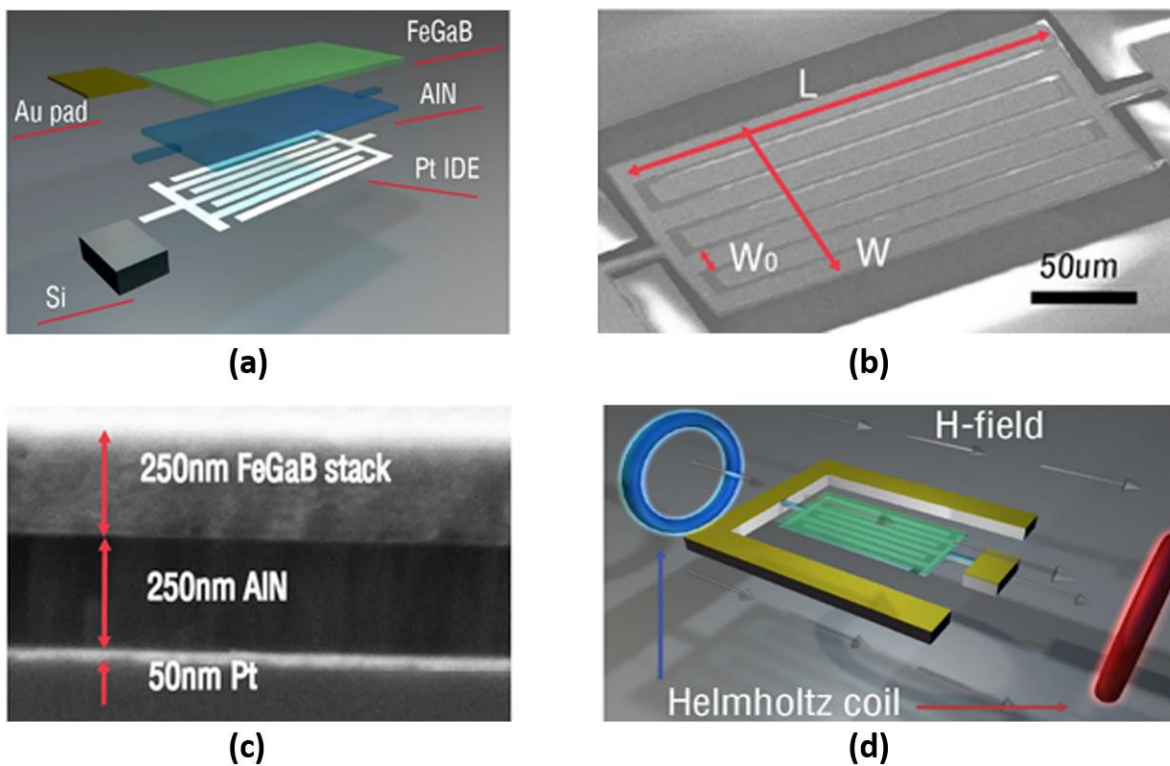 FeGaB
Au pad
AlN
Pt IDE
Si
(a)
L
W₀
W
50um
(b)
250nm FeGaB stack
250nm AlN
50nm Pt
(c)
H-field
Helmholtz coil
(d)